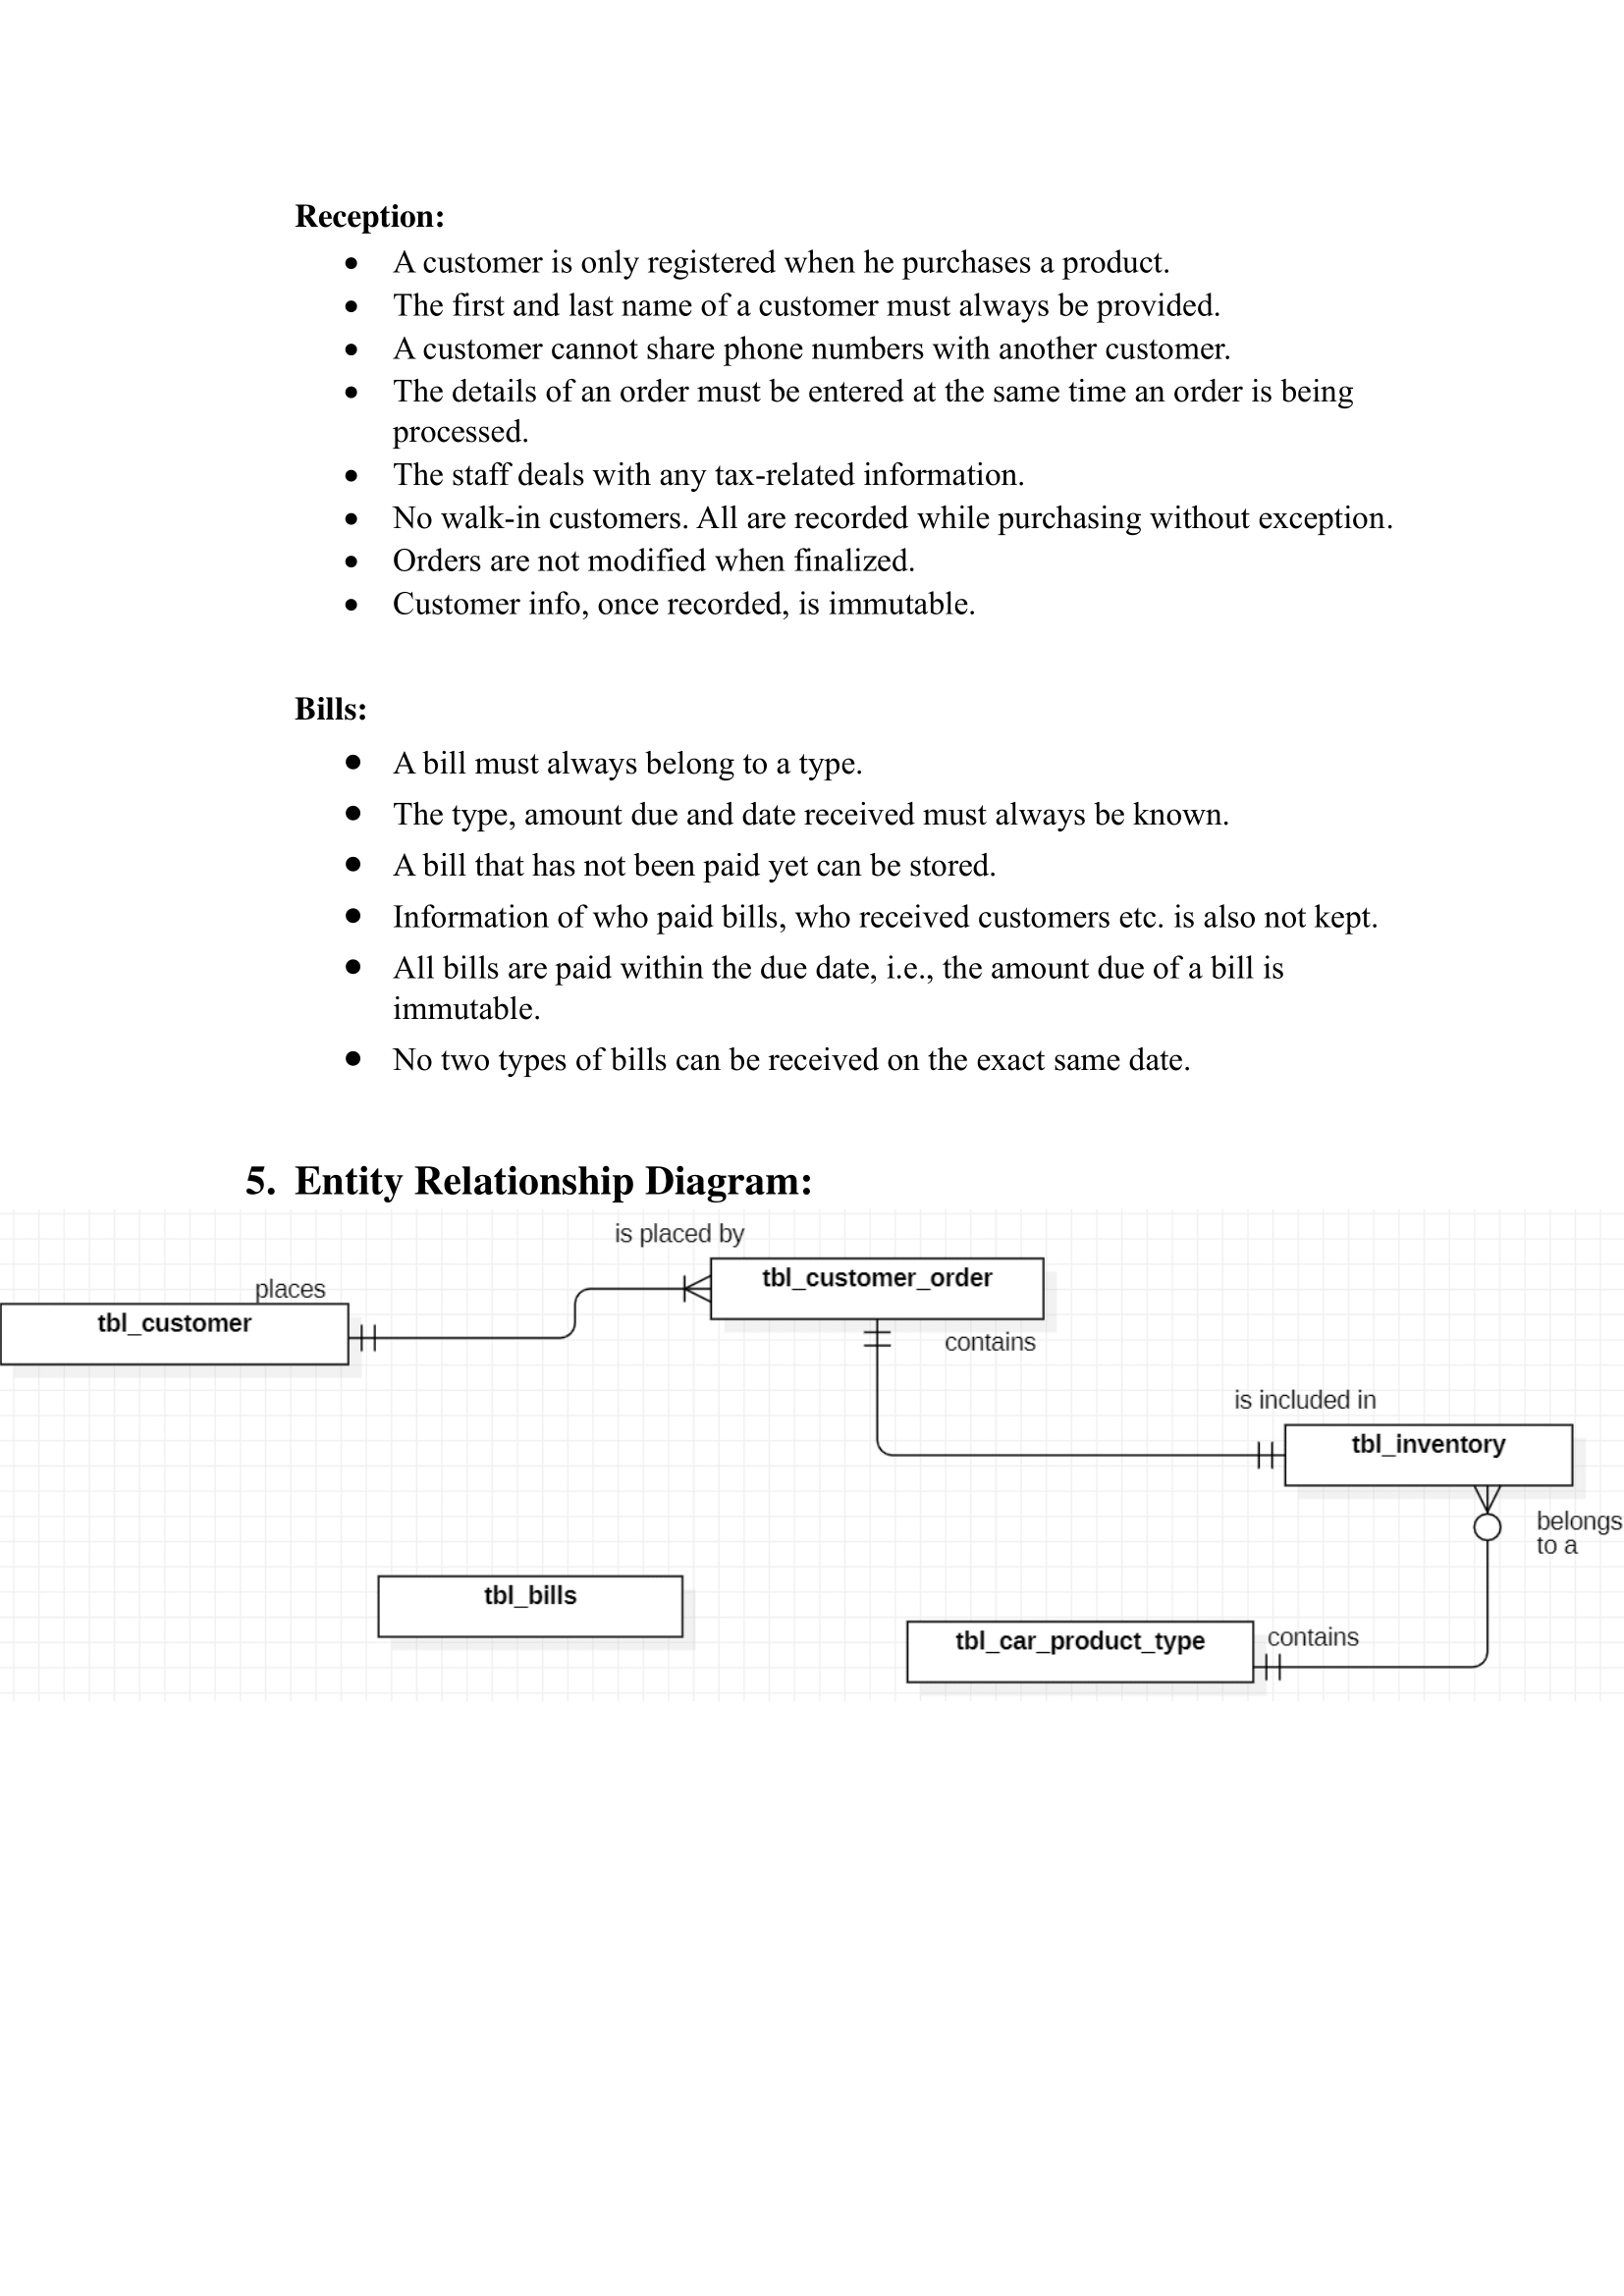 Reception:
• A customer is only registered when he purchases a product.
• The first and last name of a customer must always be provided.
• A customer cannot share phone numbers with another customer.
• The details of an order must be entered at the same time an order is being
processed.
• The staff deals with any tax-related information.
• No walk-in customers. All are recorded while purchasing without exception.
• Orders are not modified when finalized.
• Customer info, once recorded, is immutable.
Bills:
• A bill must always belong to a type.
• The type, amount due and date received must always be known.
• A bill that has not been paid yet can be stored.
• Information of who paid bills, who received customers etc. is also not kept.
• All bills are paid within the due date, i.e., the amount due of a bill is
immutable.
• No two types of bills can be received on the exact same date.
5. Entity Relationship Diagram:
is placed by
tbl_customer_order
places
tbl_customer
contains
is included in
tbl_inventory
belongs
to a
tbl_bills
tbl_car_product_type
contains